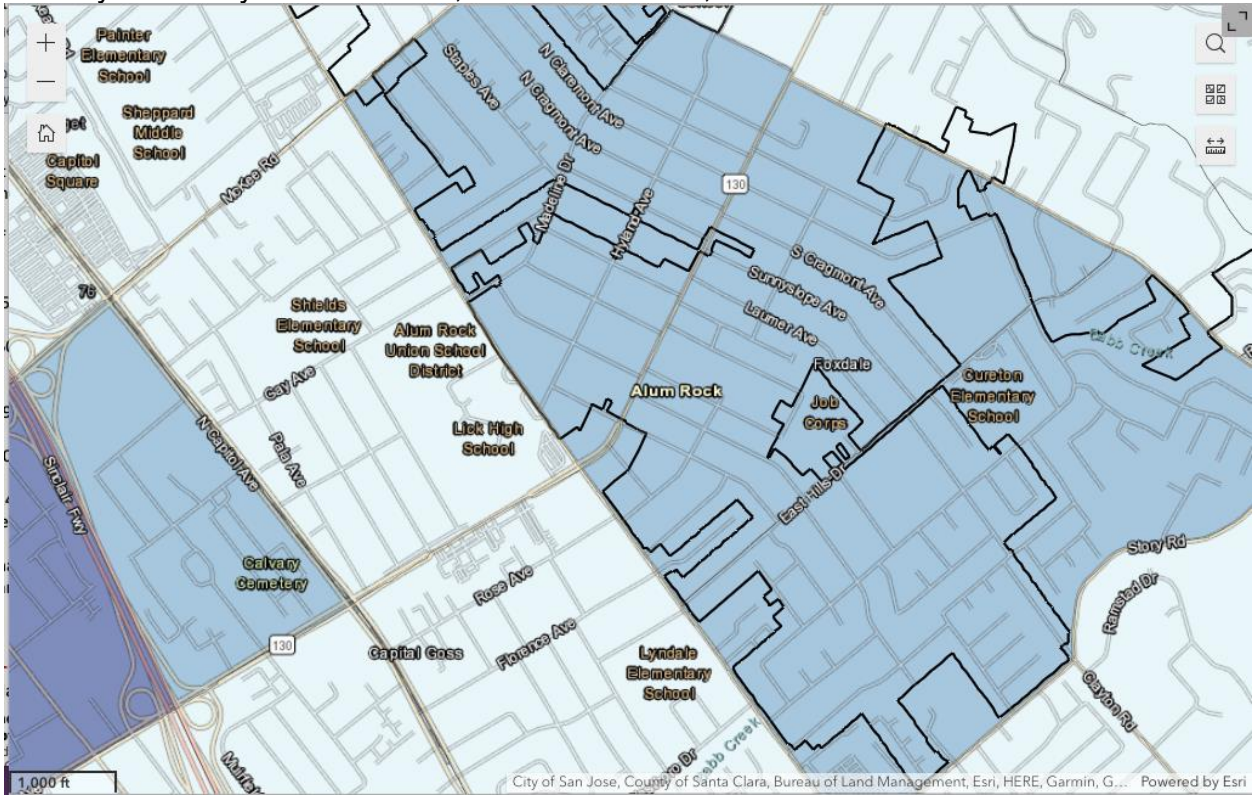 Painter
Elementary
School
Sheppard
Middle
School
Capitol
Square
McKee Rd
Staples Ave
N Claremont Ave
N Cragmont Ave
Madeline Dr
Hyland Ave
130
S Cragmont Ave
Sunnyslope Ave
Laumer Ave
Foxdale
Babb Creek
76
Shields
Elementary
School
Alum Rock
Union School
District
Gay Ave
Alum Rock
Job
Corps
Cureton
Elementary
School
Lick High
School
N Capitol Ave
Pala Ave
Sinclair Fwy
East Hills Dr
Calvary
Cemetery
Rose Ave
Story Rd
Ramstad Dr
130
Capital Goss
Florence Ave
Lyndale
Elementary
School
Clayton Rd
1,000 ft
City of San Jose, County of Santa Clara, Bureau of Land Management, Esri, HERE, Garmin, G... Powered by Esri